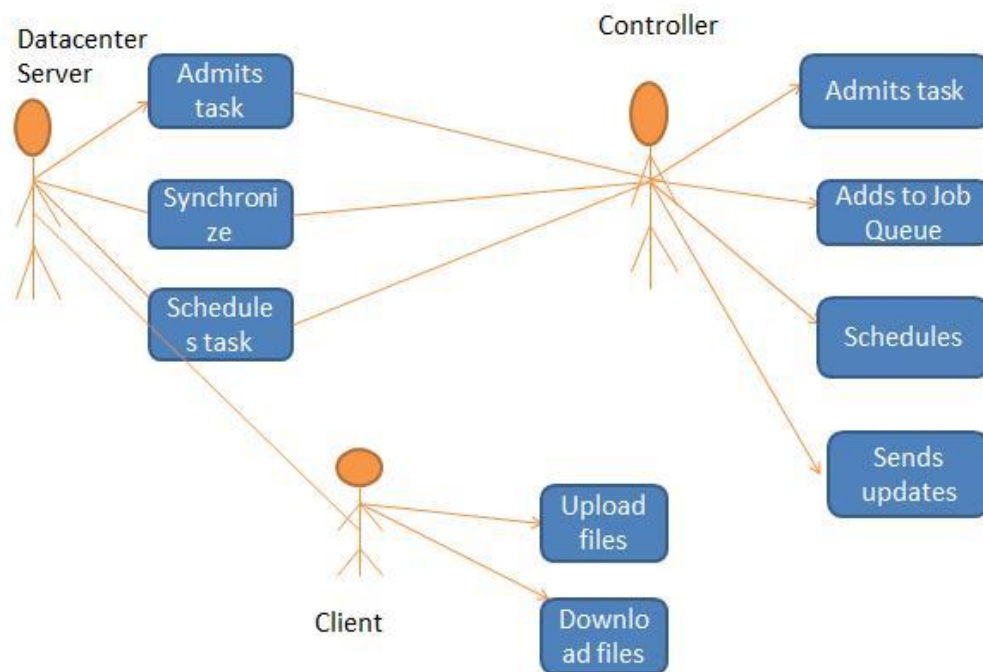 Datacenter
Server
Admits
task
Synchroni
ze
Schedule
s task
Controller
Admits task
Adds to Job
Queue
Schedules
Sends
updates
Client
Upload
files
Downlo
ad files